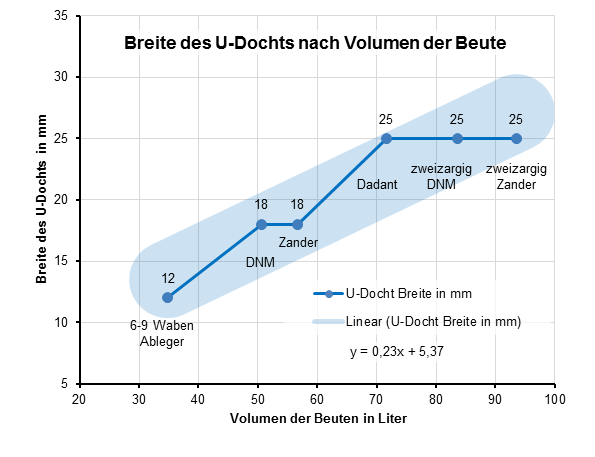 Breite des U-Dochts nach Volumen der Beute
35
30
25
20
15
10
5
Breite des U-Dochts in mm
25
25
25
18
18
12
Dadant
zweizargig
DNM
zweizargig
Zander
Zander
DNM
6-9 Waben
Ableger
U-Docht Breite in mm
Linear (U-Docht Breite in mm)
y = 0,23x + 5,37
20 30 40 50 60 70 80 90 100
Volumen der Beuten in Liter